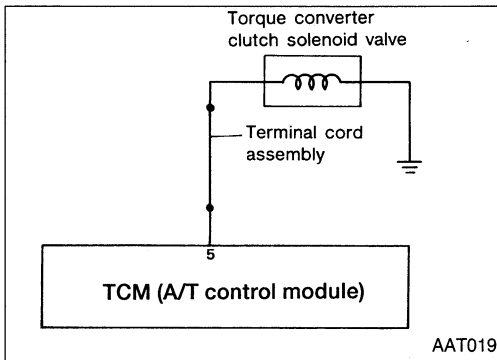 Torque converter
clutch solenoid valve
Terminal cord
assembly
5
TCM (A/T control module)
AAT019